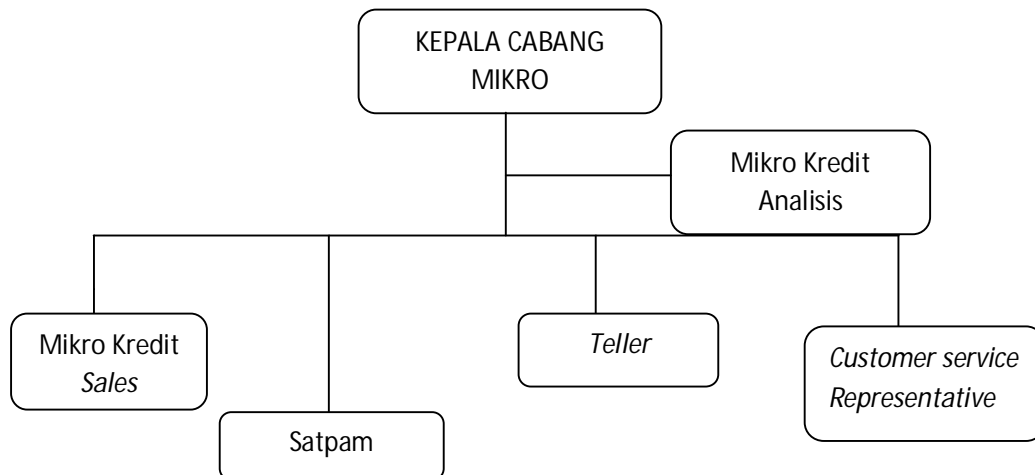 KEPALA CABANG
MIKRO
Mikro Kredit
Analisis
Mikro Kredit
Sales
Satpam
Teller
Customer service
Representative